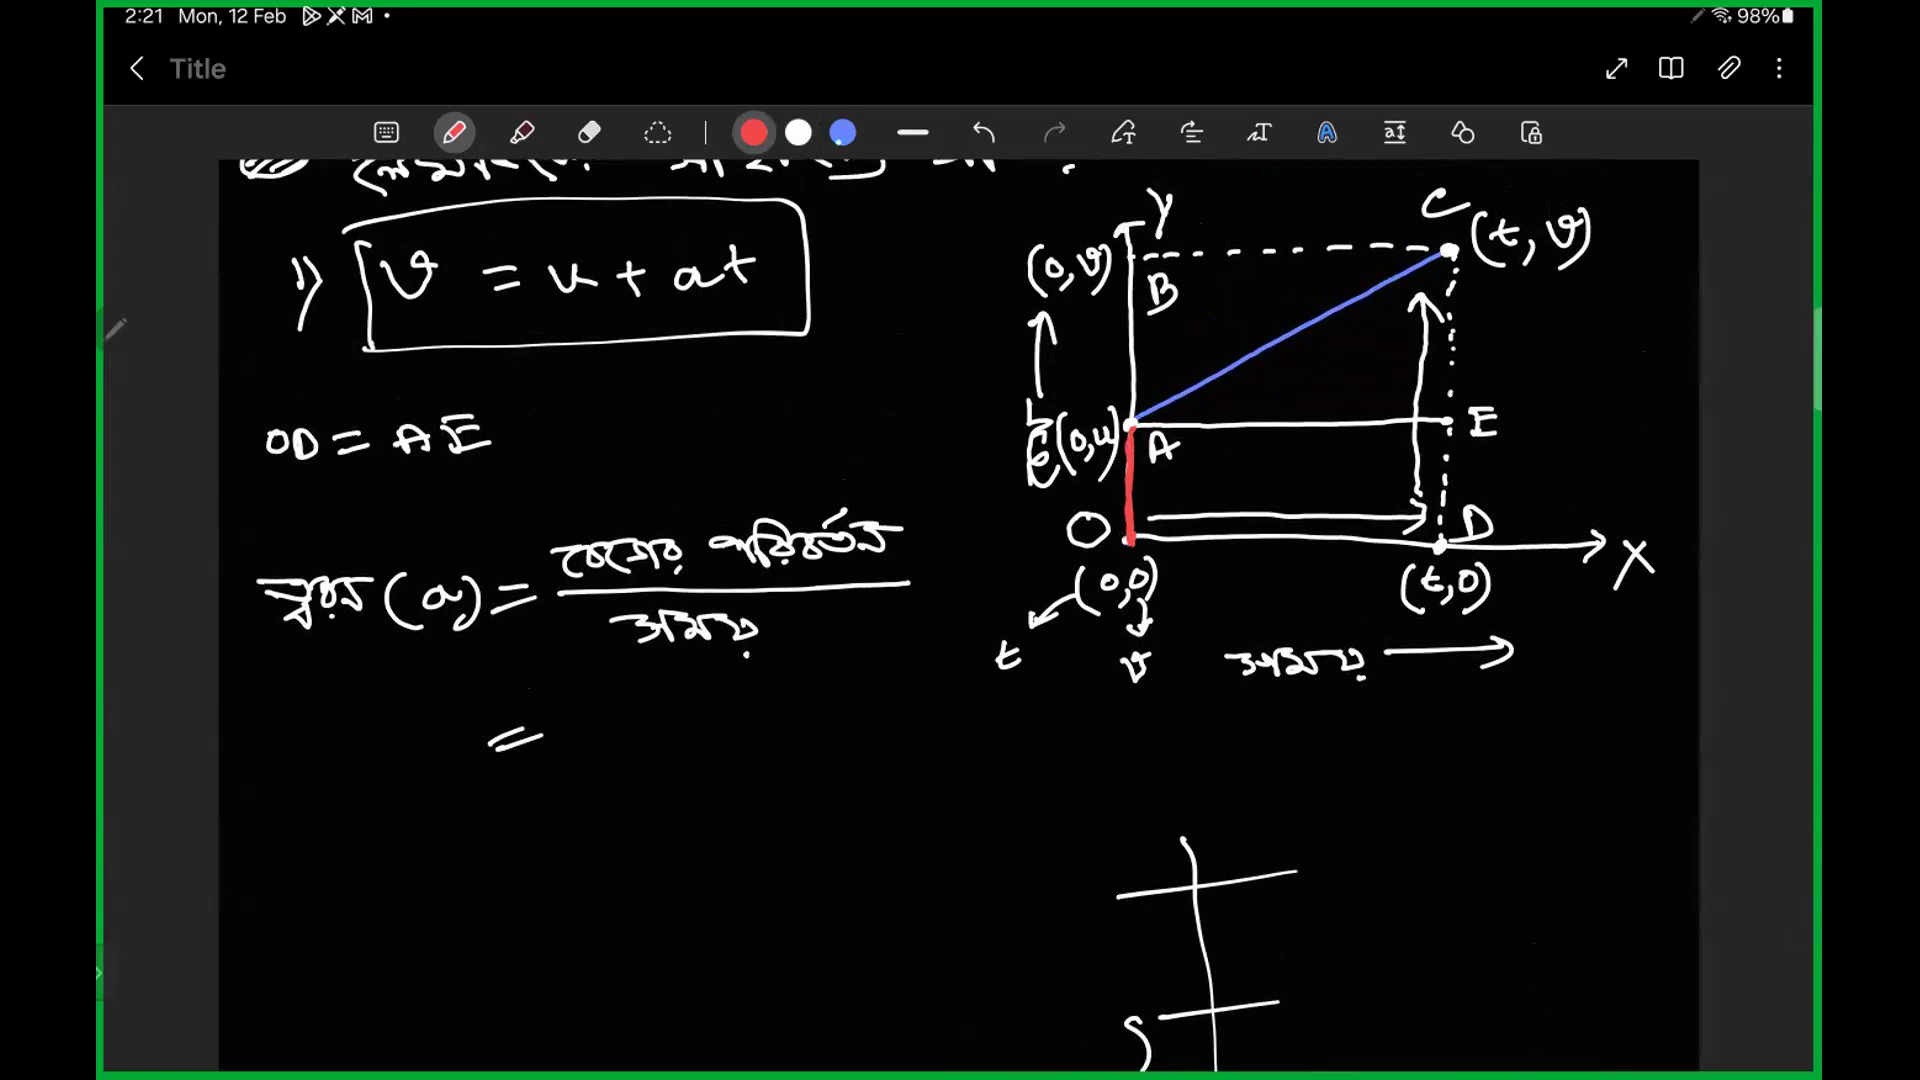 2:21 Mon, 12 Feb
98%
Title
v = u + at
OD = AE
ত্বরন (a) = বেগের পরিবর্তন
সময়
=
Y
C (t, v)
(0, v) B
(0, u) A
E
O
D
X
(0, 0)
(t, 0)
t
v
সময়